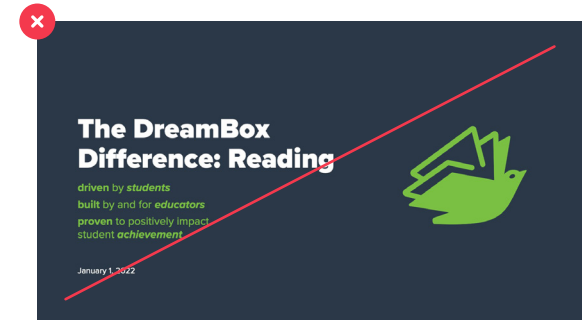 The DreamBox
Difference: Reading
driven by students
built by and for educators
proven to positively impact
student achievement
January 1, 2022